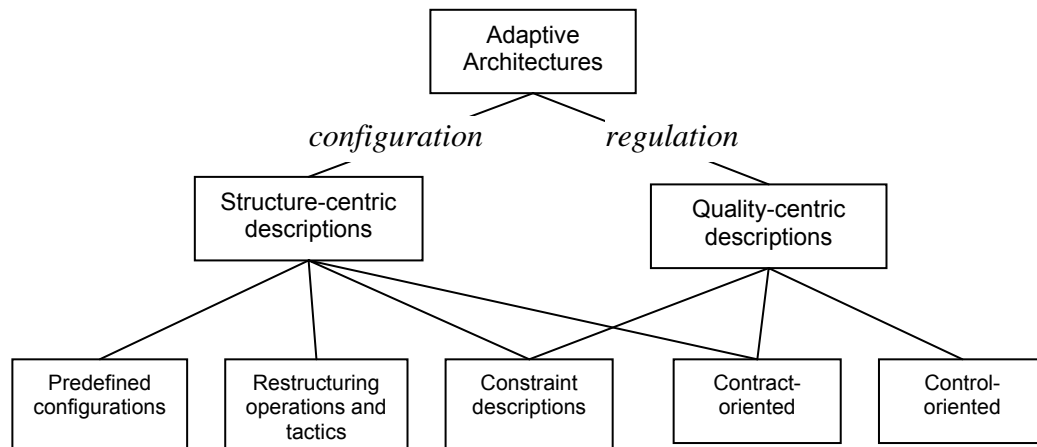 Adaptive
Architectures
configuration
regulation
Structure-centric
descriptions
Quality-centric
descriptions
Predefined
configurations
Restructuring
operations and
tactics
Constraint
descriptions
Contract-
oriented
Control-
oriented